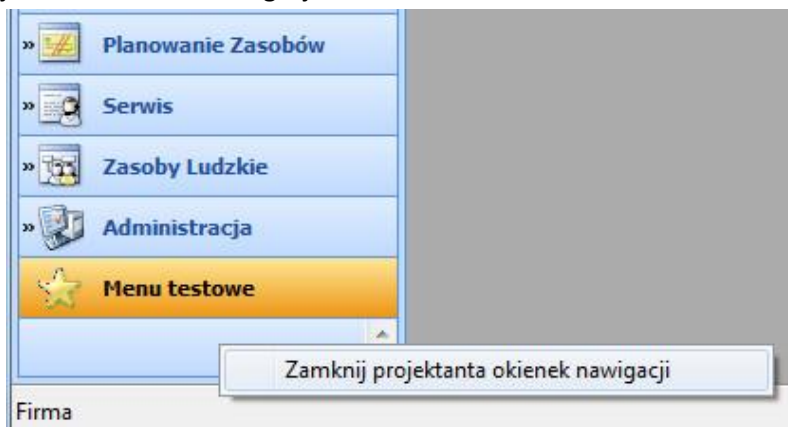 » Planowanie Zasobów
» Serwis
» Zasoby Ludzkie
» Administracja
Menu testowe
Zamknij projektanta okienek nawigacji
Firma